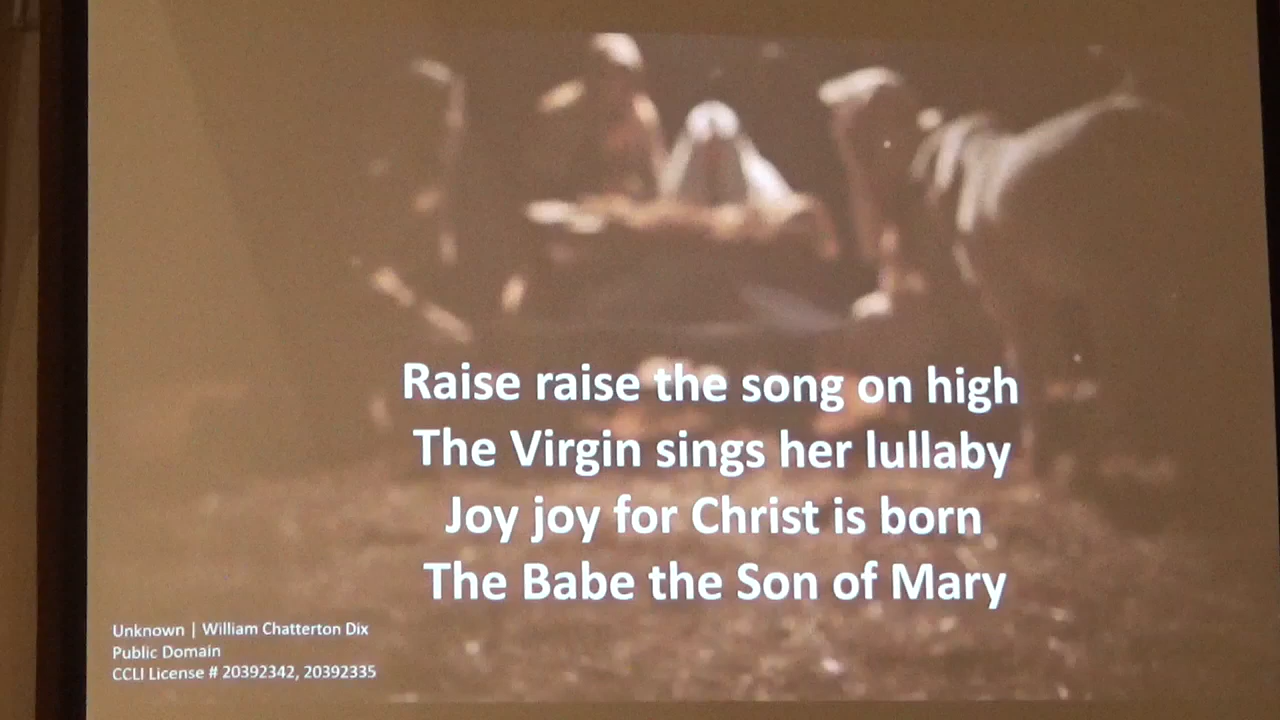 Raise raise the song on high
The Virgin sings her lullaby
Joy joy for Christ is born
The Babe the Son of Mary
Unknown | William Chatterton Dix
Public Domain
CCLI License # 20392342, 20392335